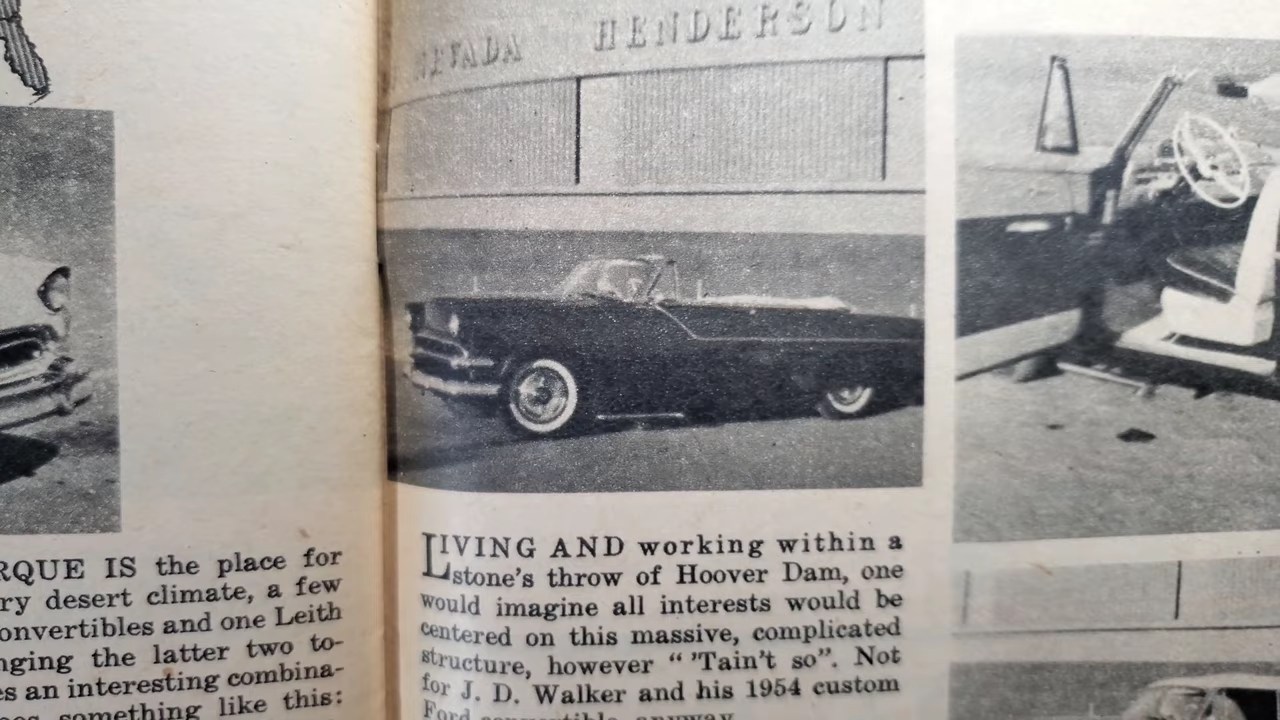 RQUE IS the place for
ry desert climate, a few
onvertibles and one Leith
nging the latter two to-
es an interesting combina-
something like this:
NEVADA HENDERSON
LIVING AND working within a
stone's throw of Hoover Dam, one
would imagine all interests would be
centered on this massive, complicated
structure, however " 'Tain't so". Not
for J. D. Walker and his 1954 custom
Ford convertible, anyway